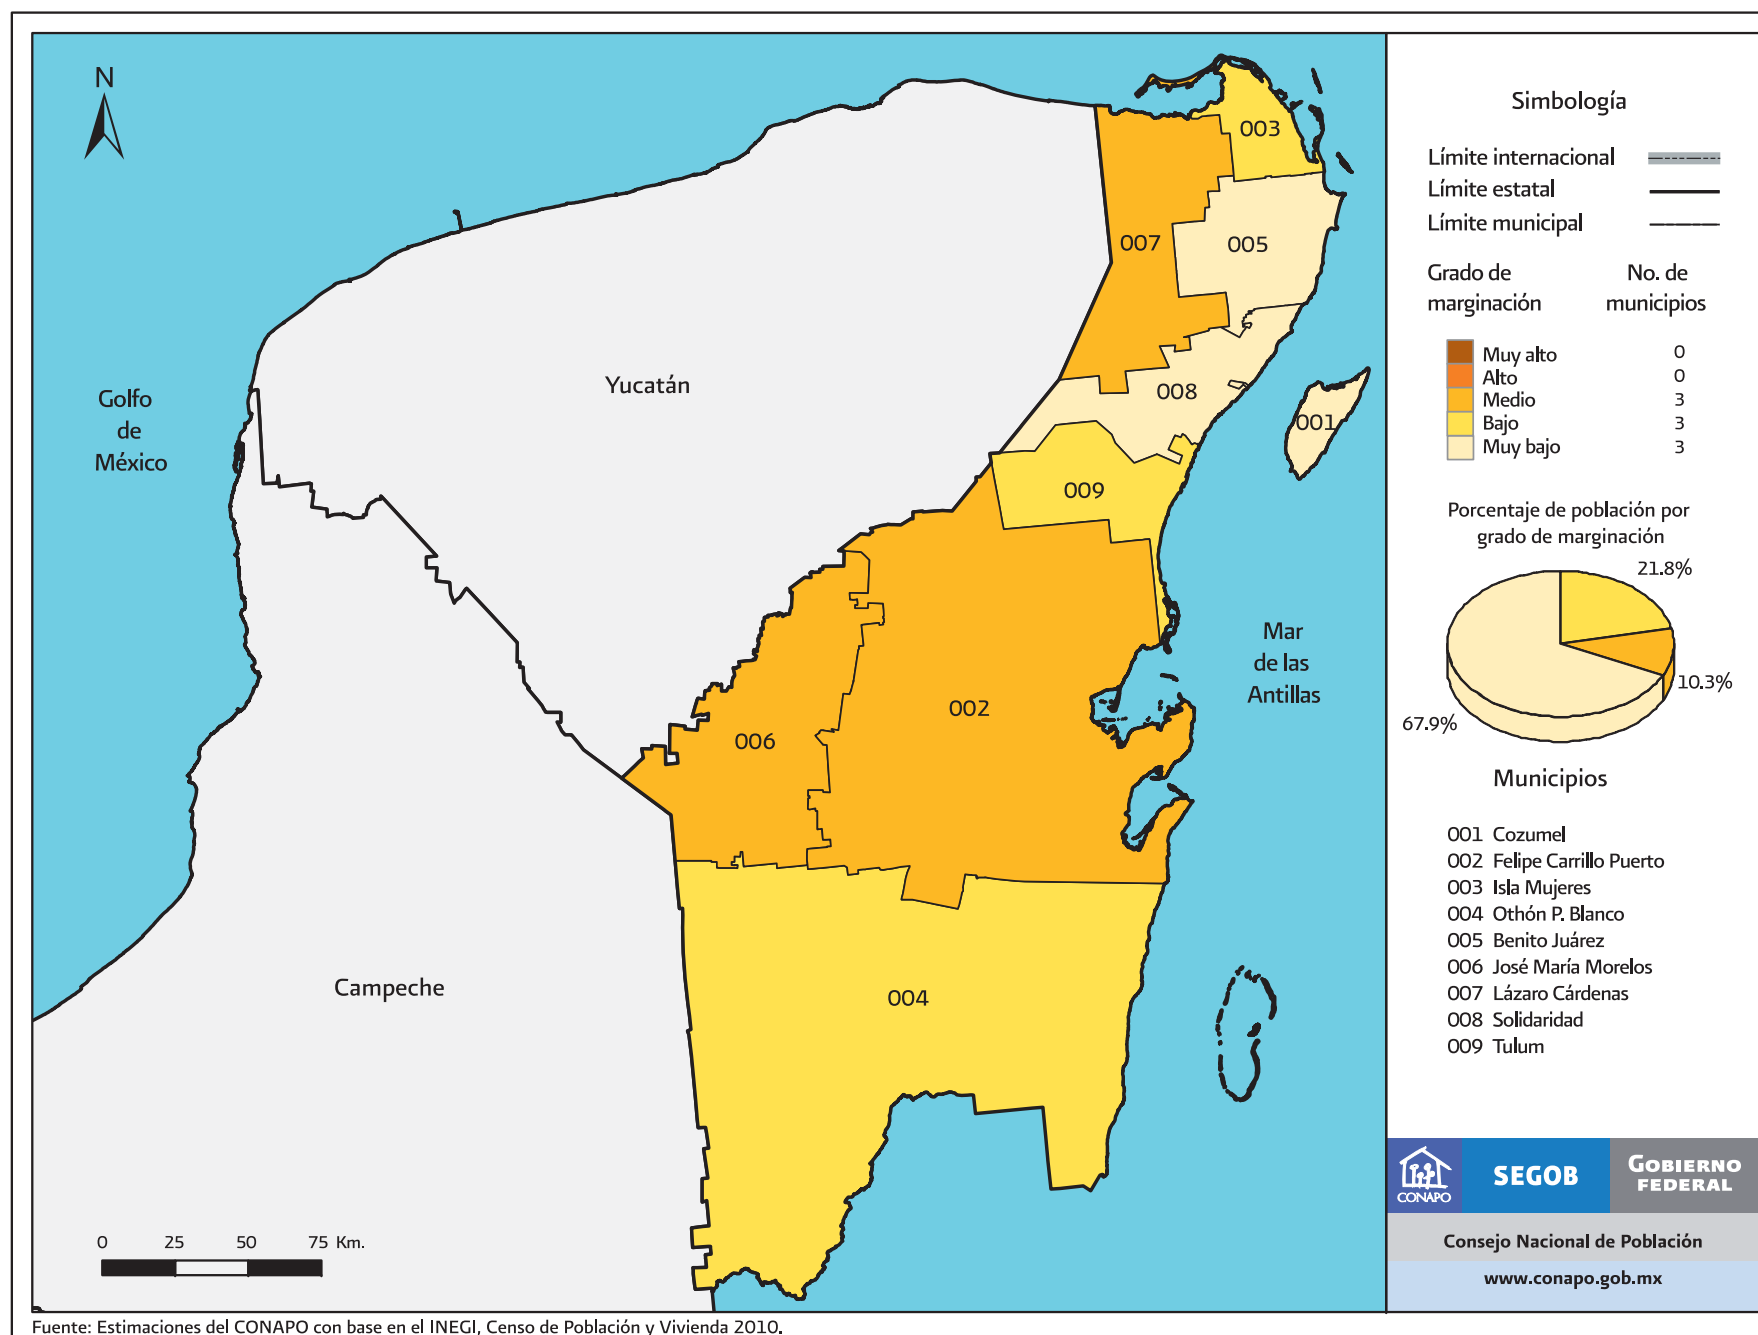 N
Golfo
de
México
Yucatán
Campeche
Mar
de las
Antillas
003
007
005
008
001
009
002
006
004
0 25 50 75 Km.
Simbología
Límite internacional
Límite estatal
Límite municipal
Grado de marginación
No. de municipios
Muy alto 0
Alto 0
Medio 3
Bajo 3
Muy bajo 3
Porcentaje de población por
grado de marginación
21.8%
10.3%
67.9%
Municipios
001 Cozumel
002 Felipe Carrillo Puerto
003 Isla Mujeres
004 Othón P. Blanco
005 Benito Juárez
006 José María Morelos
007 Lázaro Cárdenas
008 Solidaridad
009 Tulum
CONAPO
SEGOB
GOBIERNO
FEDERAL
Consejo Nacional de Población
www.conapo.gob.mx
Fuente: Estimaciones del CONAPO con base en el INEGI, Censo de Población y Vivienda 2010.